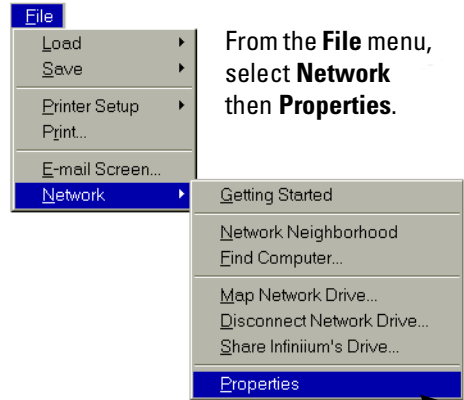 File
Load
Save
Printer Setup
Print...
E-mail Screen...
Network
From the File menu,
select Network
then Properties.
Getting Started
Network Neighborhood
Find Computer...
Map Network Drive...
Disconnect Network Drive...
Share Infiniium's Drive...
Properties